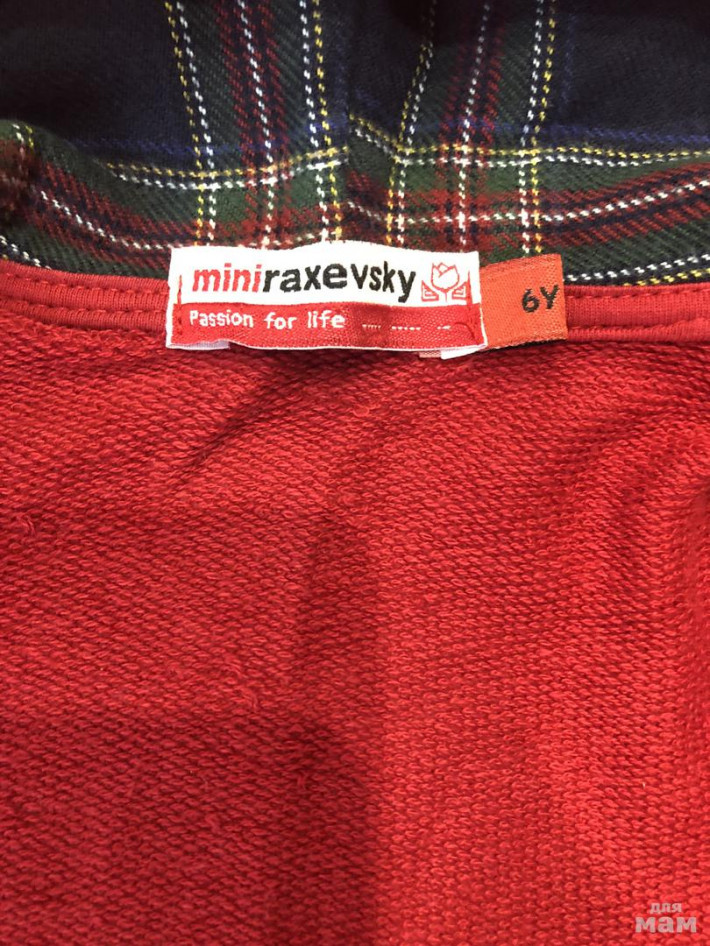 miniraxevsky
6Y
Passion for life
для
мам